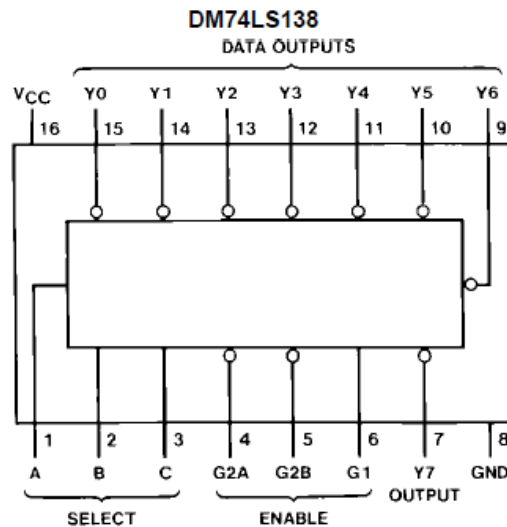 DM74LS138
DATA OUTPUTS
VCC Y0 Y1 Y2 Y3 Y4 Y5 Y6
16 15 14 13 12 11 10 9
1 2 3 4 5 6 7 8
A B C G2A G2B G1 Y7 GND
OUTPUT
SELECT ENABLE